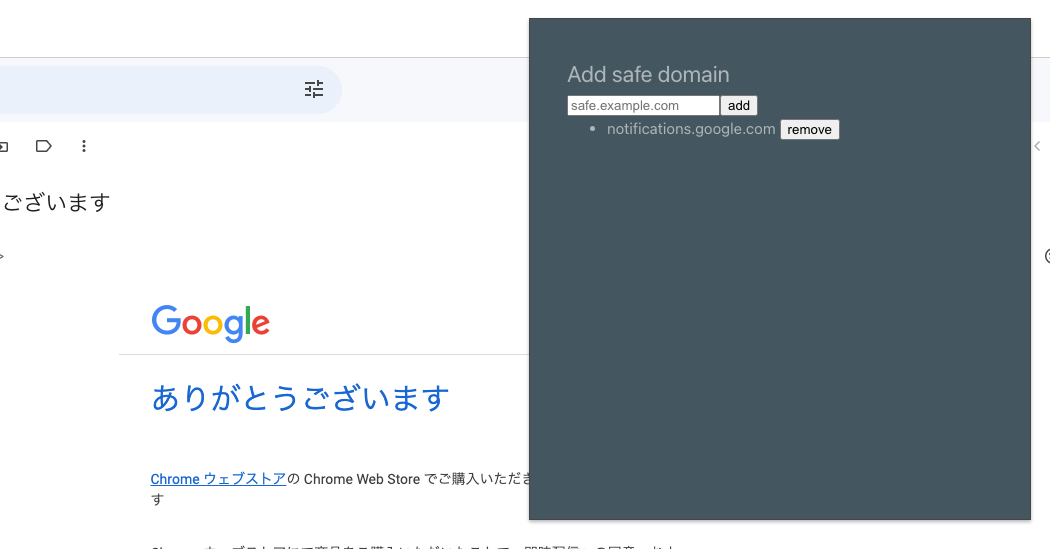 Add safe domain
safe.example.com add
• notifications.google.com remove
ございます
Google
ありがとうございます
Chrome ウェブストアの Chrome Web Store でご購入いただき
す